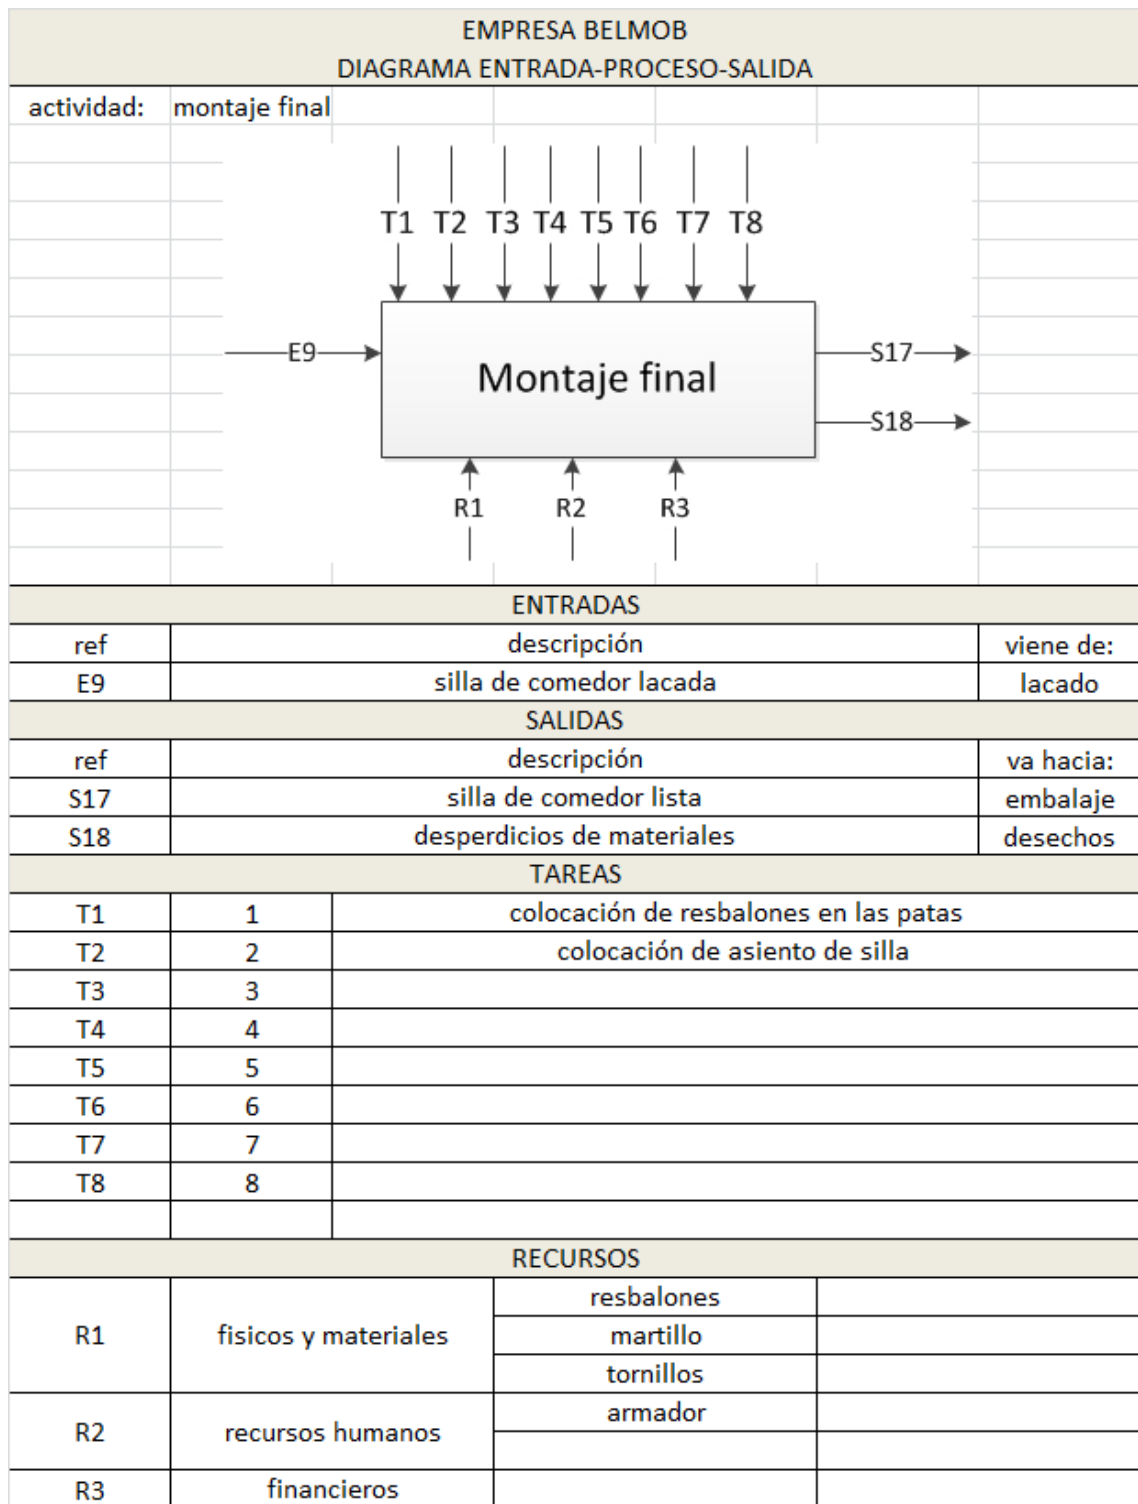 EMPRESA BELMOB
DIAGRAMA ENTRADA-PROCESO-SALIDA
actividad: montaje final
T1 T2 T3 T4 T5 T6 T7 T8
E9 S17
Montaje final
S18
R1 R2 R3
ENTRADAS
ref descripción viene de:
E9 silla de comedor lacada lacado
SALIDAS
ref descripción va hacia:
S17 silla de comedor lista embalaje
S18 desperdicios de materiales desechos
TAREAS
T1 1 colocación de resbalones en las patas
T2 2 colocación de asiento de silla
T3 3
T4 4
T5 5
T6 6
T7 7
T8 8
RECURSOS
resbalones
R1 fisicos y materiales martillo
tornillos
armador
R2 recursos humanos
R3 financieros